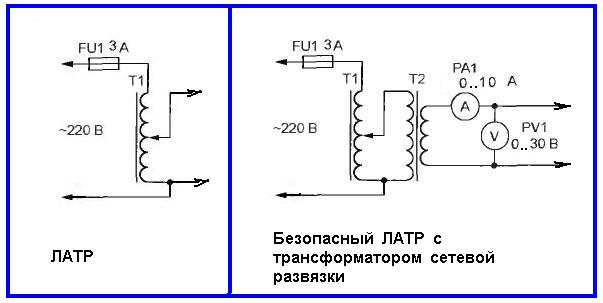 FU1 3 А
T1
~220 В
ЛАТР
FU1 3 А
T1
T2
PA1
0..10 А
A
V
PV1
0..30 В
~220 В
Безопасный ЛАТР с
трансформатором сетевой
развязки